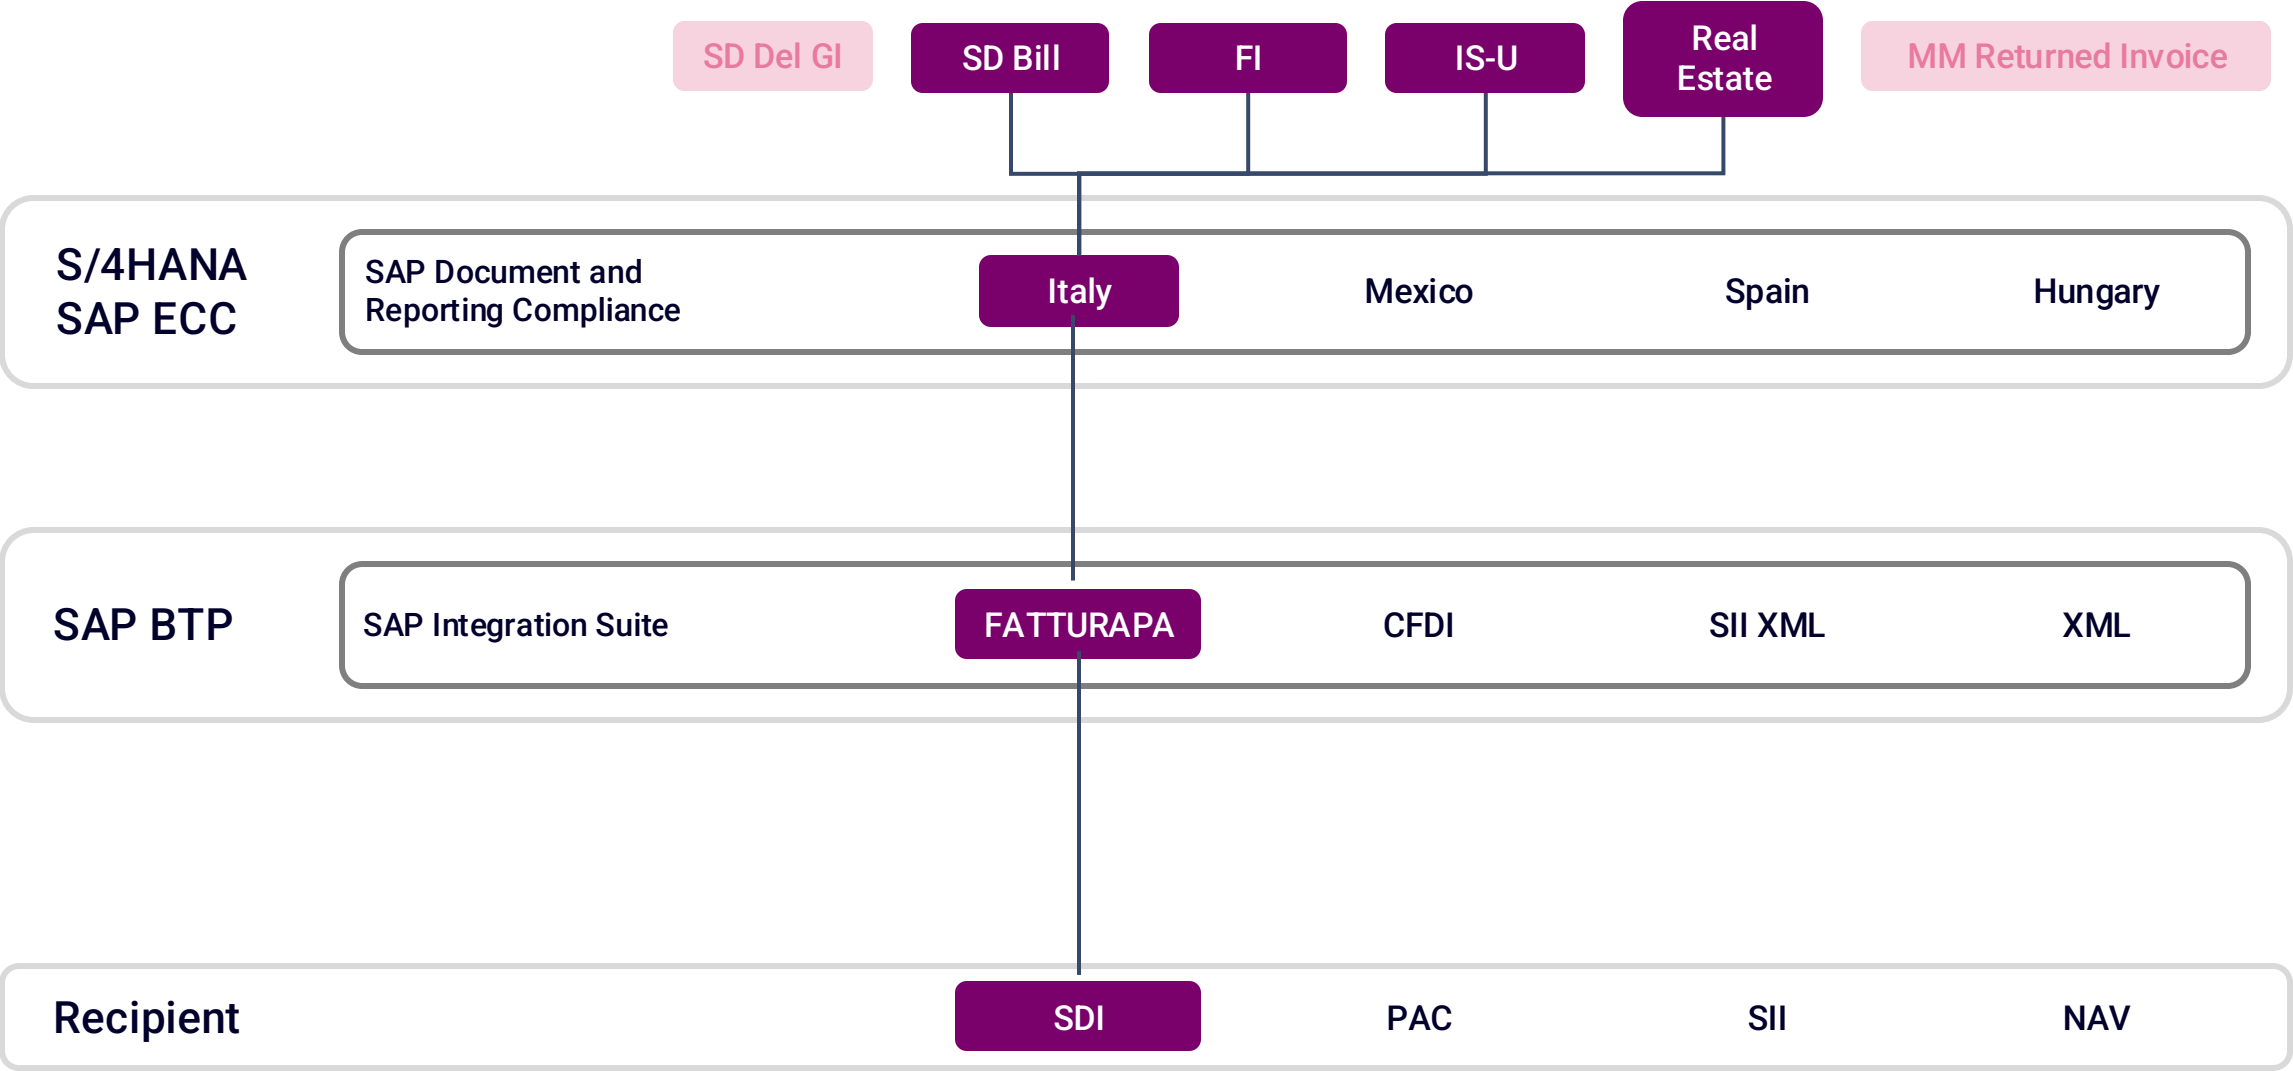 SD Del GI
SD Bill
FI
IS-U
Real
Estate
MM Returned Invoice
S/4HANA
SAP ECC
SAP Document and
Reporting Compliance
Italy
Mexico
Spain
Hungary
SAP BTP
SAP Integration Suite
FATTURAPA
CFDI
SII XML
XML
Recipient
SDI
PAC
SII
NAV